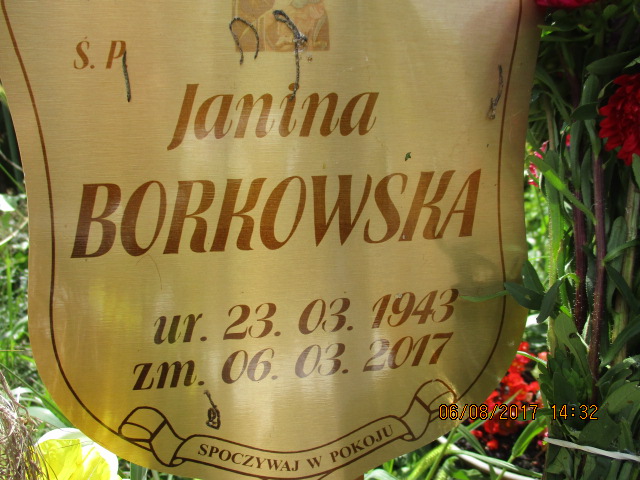 Ś. P.
Janina
BORKOWSKA
ur. 23. 03. 1943
zm. 06. 03. 2017
SPOCZYWAJ W POKOJU
06/08/2017 14:32